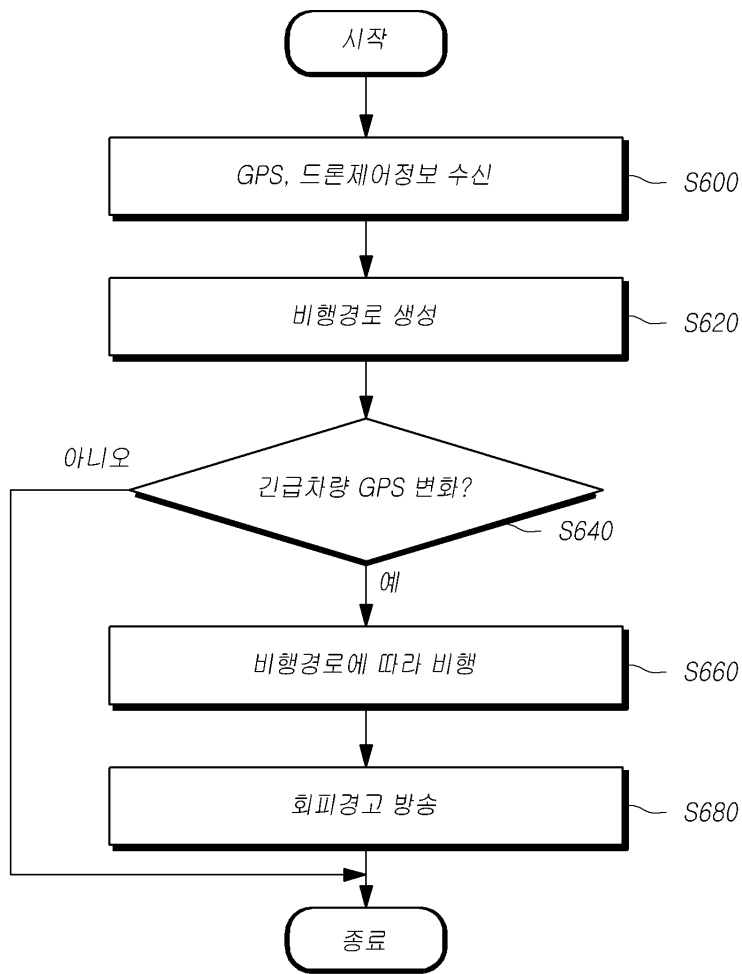 시작
GPS, 드론제어정보 수신
S600
비행경로 생성
S620
아니오
긴급차량 GPS 변화?
S640
예
비행경로에 따라 비행
S660
회피경고 방송
S680
종료